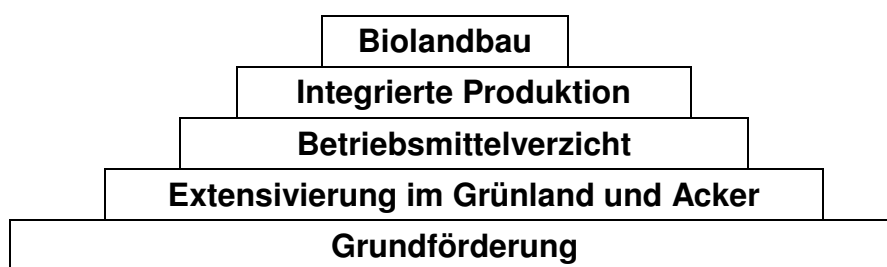 Biolandbau
Integrierte Produktion
Betriebsmittelverzicht
Extensivierung im Grünland und Acker
Grundförderung